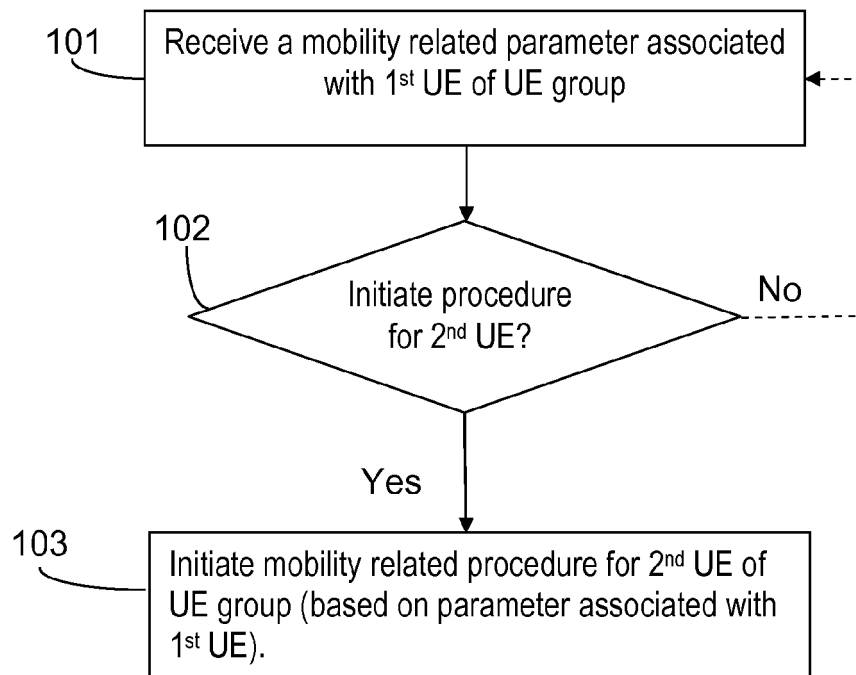 101
Receive a mobility related parameter associated
with 1st UE of UE group
102
Initiate procedure
for 2nd UE?
No
Yes
103
Initiate mobility related procedure for 2nd UE of
UE group (based on parameter associated with
1st UE).